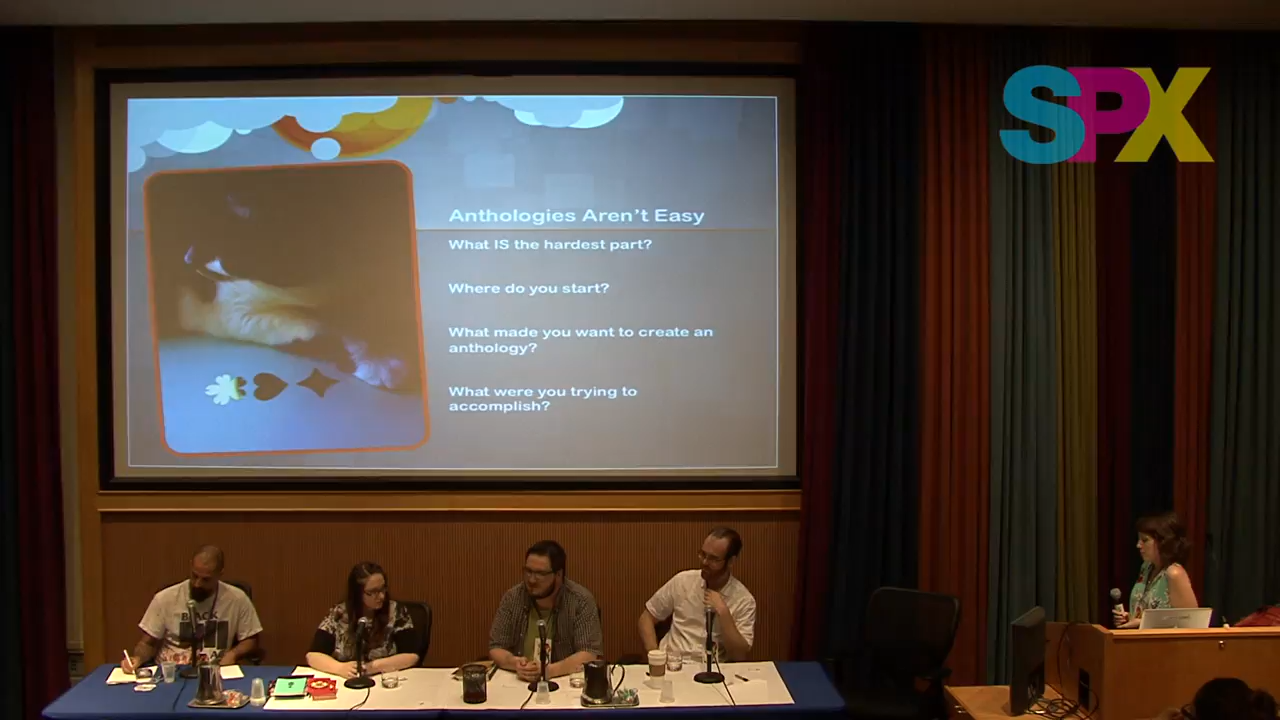 SPX
Anthologies Aren't Easy
What IS the hardest part?
Where do you start?
What made you want to create an
anthology?
What were you trying to
accomplish?
BLACK